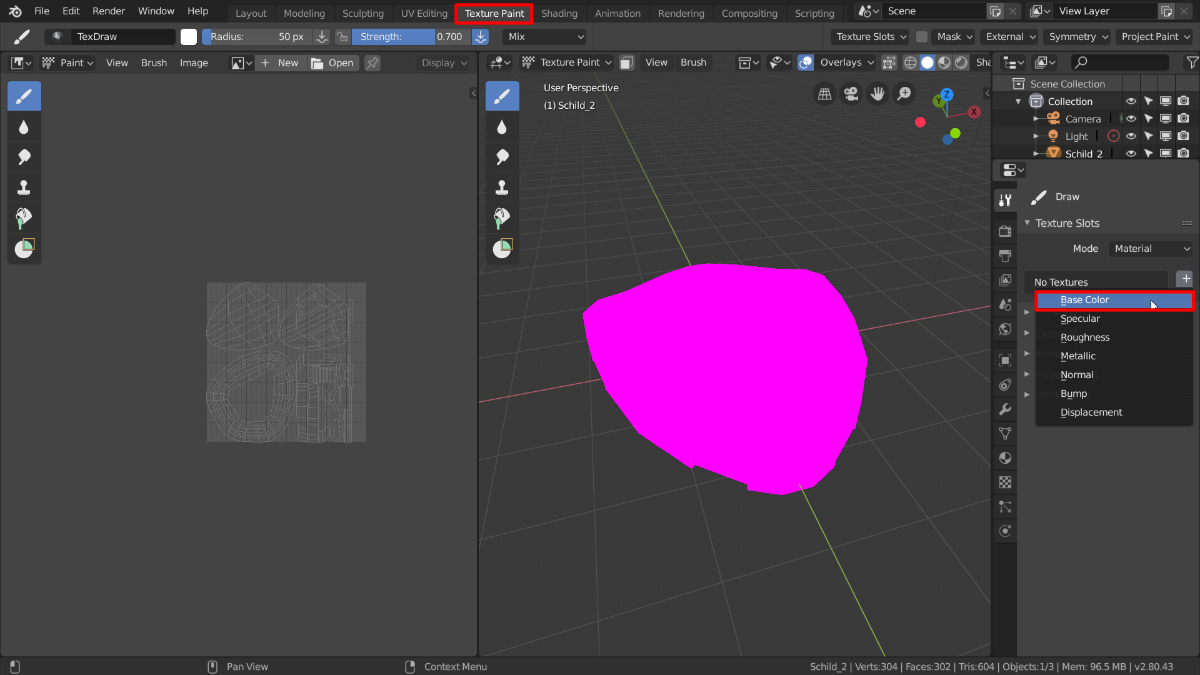 File Edit Render Window Help Layout Modeling Sculpting UV Editing Texture Paint Shading Animation Rendering Compositing Scripting Scene View Layer
TexDraw Radius: 50 px Strength: 0.700 Mix Texture Slots Mask External Symmetry Project Paint
Paint View Brush Image New Open Display Texture Paint View Brush Overlays Sha
User Perspective
(1) Schild_2
Z
Y
X
Scene Collection
Collection
Camera
Light
Schild_2
Draw
Texture Slots
Mode Material
No Textures
Base Color
Specular
Roughness
Metallic
Normal
Bump
Displacement
Pan View Context Menu Schild_2 | Verts:304 | Faces:302 | Tris:604 | Objects:1/3 | Mem: 96.5 MB | v2.80.43